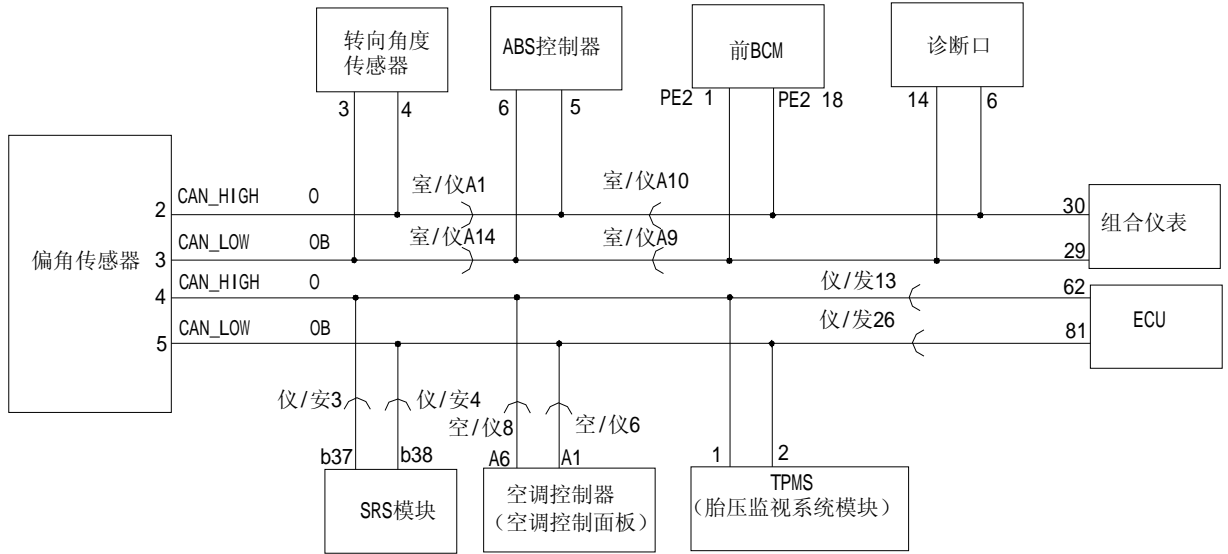 转向角度
传感器
ABS控制器
前BCM
诊断口
3
4
6
5
PE2 1
PE2 18
14
6
室/仪A1
室/仪A10
CAN_HIGH O
2
30
组合仪表
室/仪A14
室/仪A9
CAN_LOW OB
偏角传感器
3
29
CAN_HIGH O
仪/发13
4
62
ECU
CAN_LOW OB
仪/发26
5
81
仪/安3
仪/安4
空/仪8
空/仪6
b37
b38
A6
A1
1
2
SRS模块
空调控制器
（空调控制面板）
TPMS
（胎压监视系统模块）